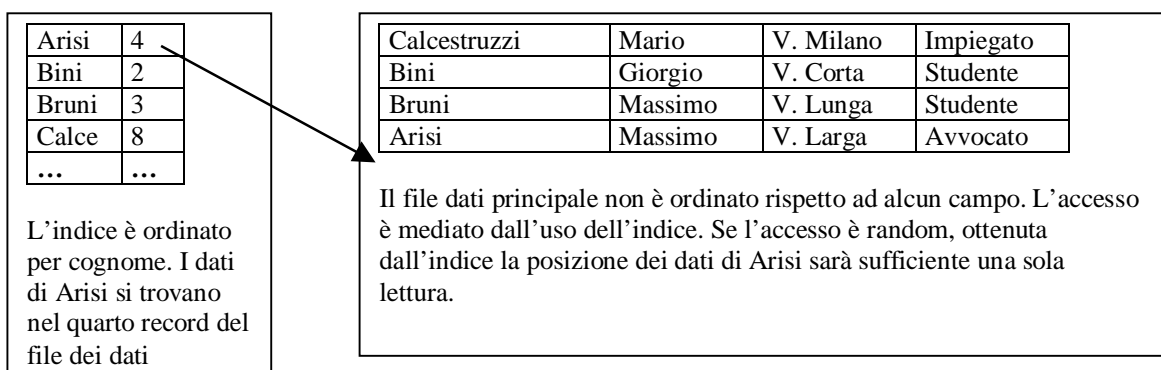 Arisi 4
Bini 2
Bruni 3
Calce 8
... ...
L'indice è ordinato
per cognome. I dati
di Arisi si trovano
nel quarto record del
file dei dati
Calcestruzzi Mario V. Milano Impiegato
Bini Giorgio V. Corta Studente
Bruni Massimo V. Lunga Studente
Arisi Massimo V. Larga Avvocato
Il file dati principale non è ordinato rispetto ad alcun campo. L'accesso
è mediato dall'uso dell'indice. Se l'accesso è random, ottenuta
dall'indice la posizione dei dati di Arisi sarà sufficiente una sola
lettura.